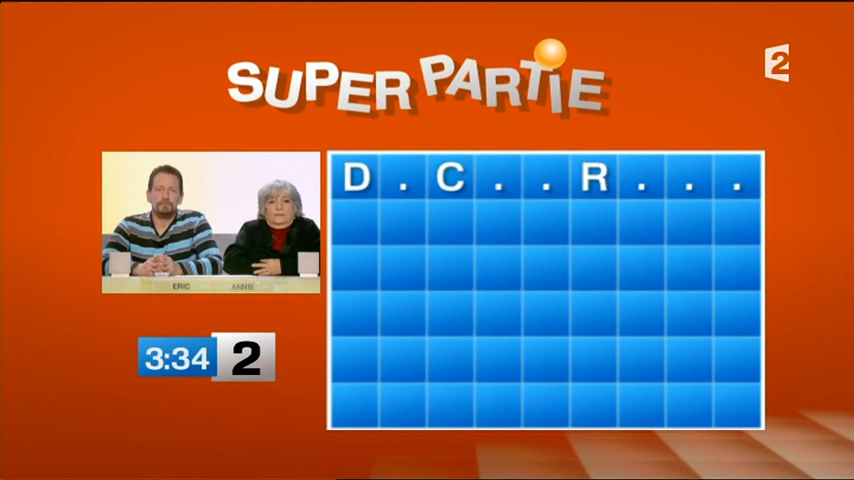 SUPER PARTIE
2
D . C . . R . . .
ERIC ANNIE
3:34 2